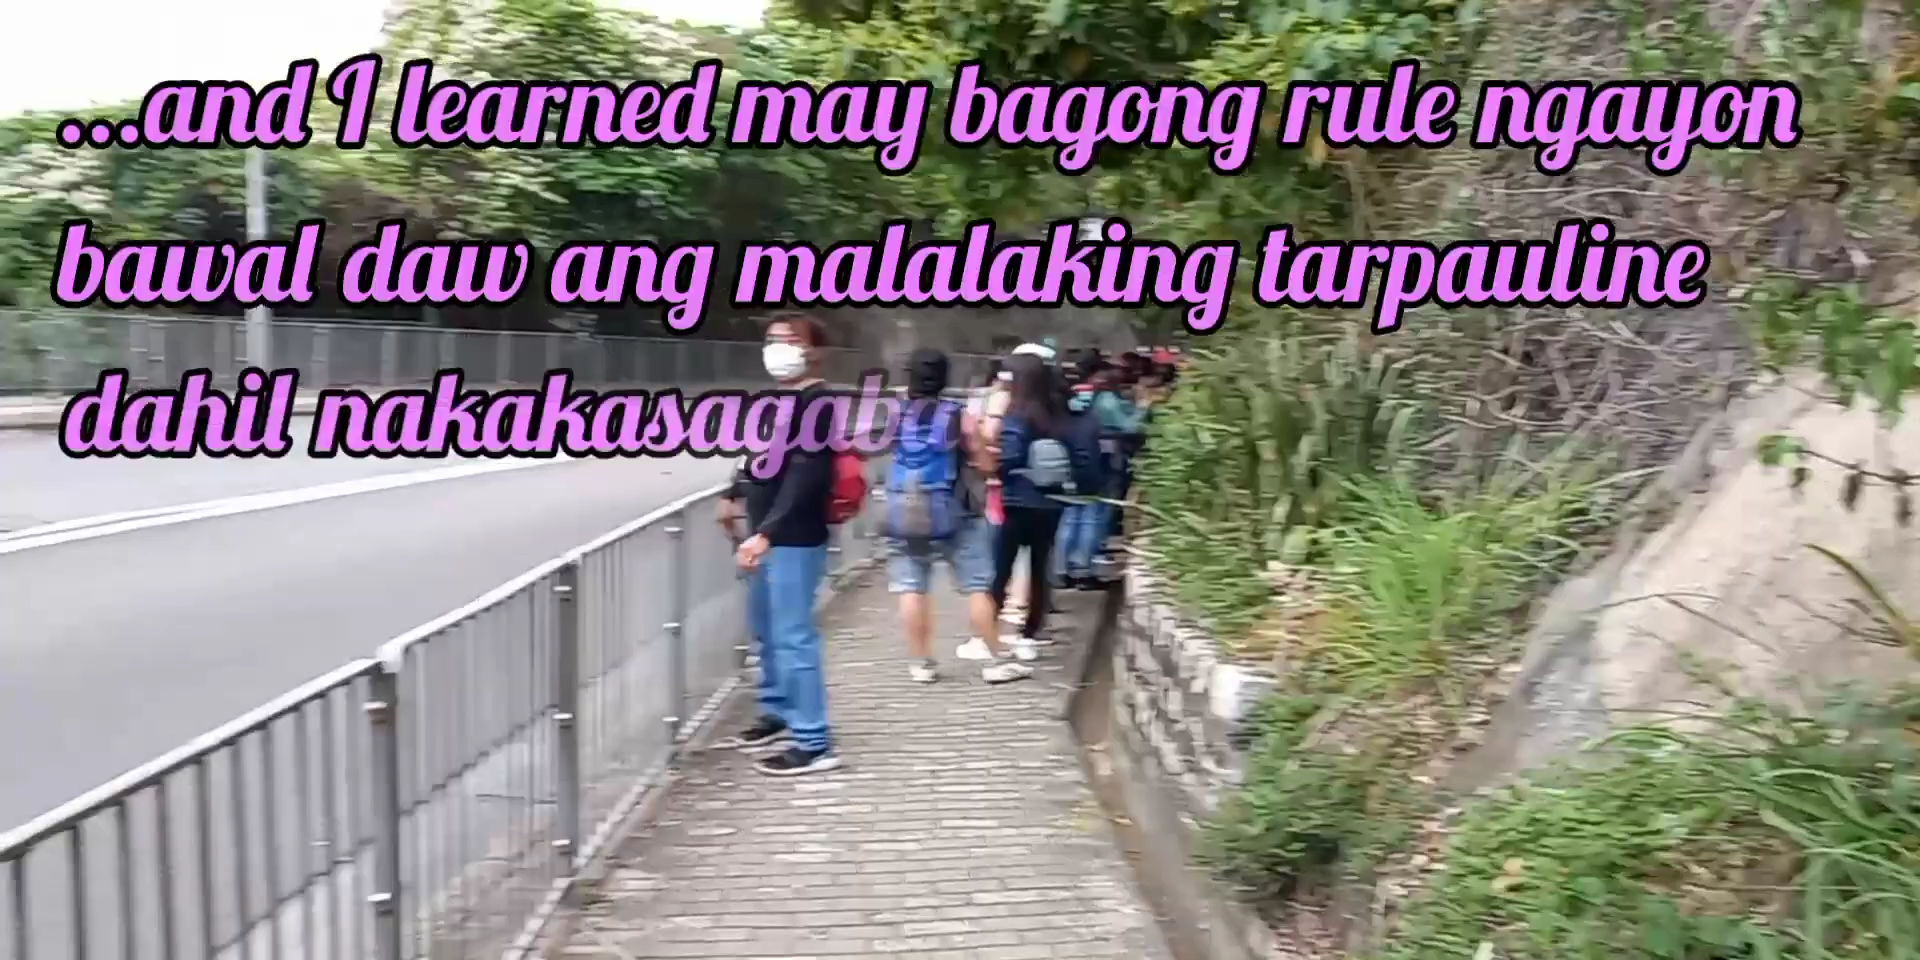 ...and I learned may bagong rule ngayon
bawal daw ang malalaking tarpauline
dahil nakakasagabal